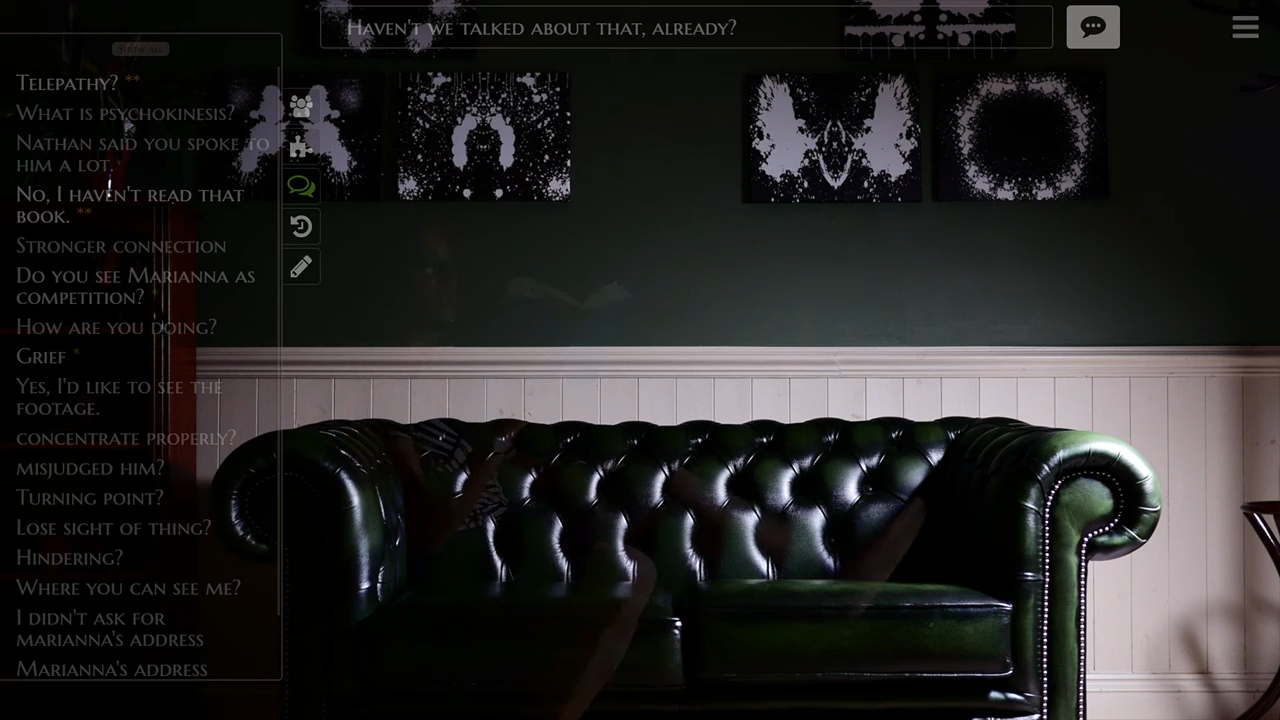 Haven't we talked about that, already?
Show all
Telepathy? **
What is psychokinesis?
Nathan said you spoke to
him a lot.
No, I haven't read that
book. **
Stronger connection
Do you see Marianna as
competition? *
How are you doing?
Grief *
Yes, I'd like to see the
footage.
concentrate properly?
misjudged him?
Turning point?
Lose sight of thing?
Hindering?
Where you can see me?
I didn't ask for
marianna's address
Marianna's address